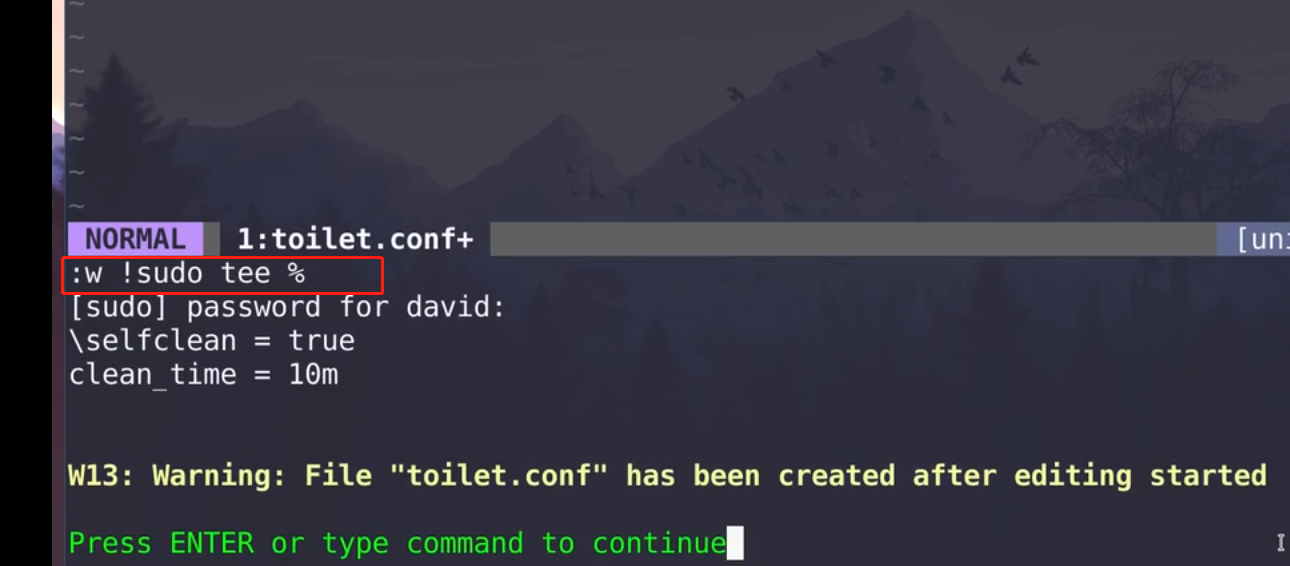 ~
~
~
~
~
~
~
NORMAL 1:toilet.conf+ [uni
:w !sudo tee %
[sudo] password for david:
\selfclean = true
clean_time = 10m
W13: Warning: File "toilet.conf" has been created after editing started
Press ENTER or type command to continue